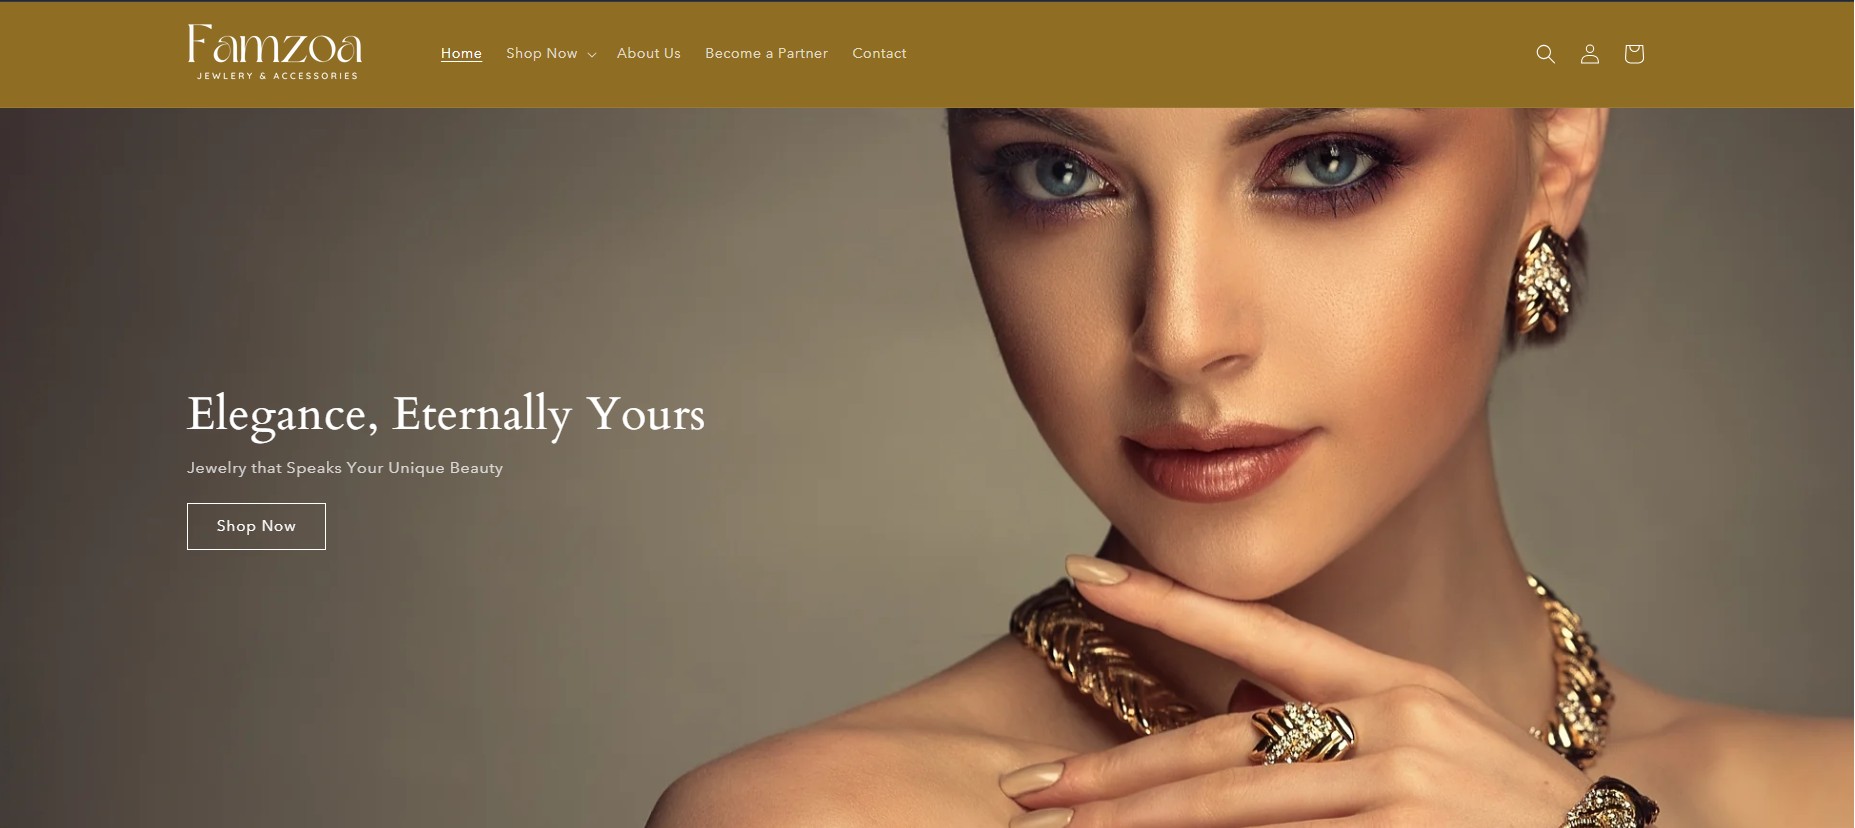 Famzoa
JEWLERY & ACCESSORIES
Home Shop Now About Us Become a Partner Contact
Elegance, Eternally Yours
Jewelry that Speaks Your Unique Beauty
Shop Now